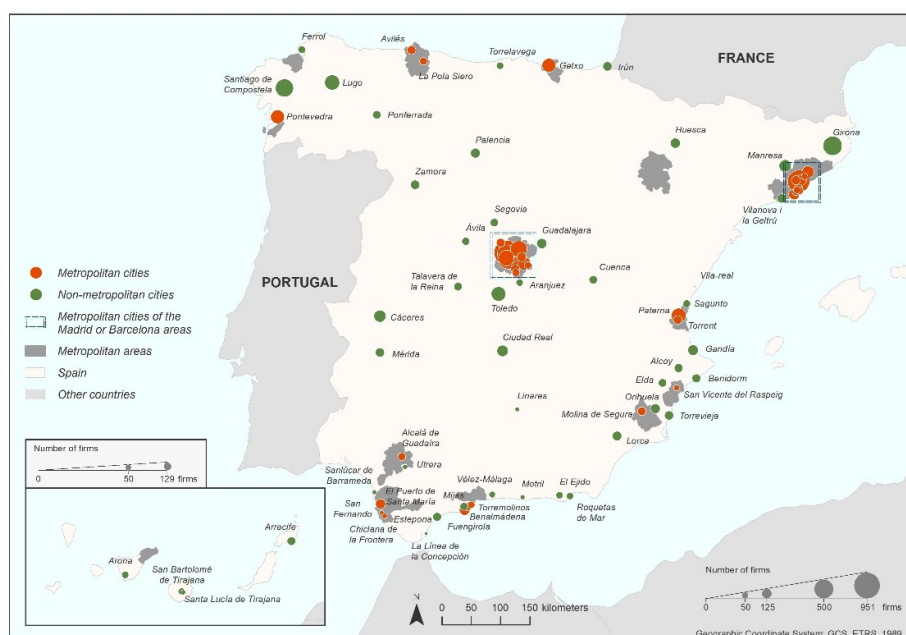 Ferrol
Avilés
La Pola Siero
Torrelavega
Getxo
Irún
FRANCE
Santiago de
Compostela
Lugo
Pontevedra
Ponferrada
Palencia
Huesca
Girona
Manresa
Zamora
Segovia
Vilanova i
la Geltrú
Ávila
Guadalajara
PORTUGAL
Talavera de
la Reina
Aranjuez
Cuenca
Vila-real
Toledo
Sagunto
Paterna
Torrent
Cáceres
Ciudad Real
Gandía
Mérida
Alcoy
Elda
Benidorm
San Vicente del Raspeig
Orihuela
Linares
Molina de Segura
Torrevieja
Lorca
Alcalá de
Guadaíra
Utrera
Sanlúcar de
Barrameda
El Puerto de
Santa María
Mijas
Vélez-Málaga
Motril
El Ejido
San
Fernando
Estepona
Torremolinos
Benalmádena
Roquetas
de Mar
Chiclana de
la Frontera
Fuengirola
La Línea de
la Concepción
Metropolitan cities
Non-metropolitan cities
Metropolitan cities of the
Madrid or Barcelona areas
Metropolitan areas
Spain
Other countries
Number of firms
0 50 129 firms
Arrecife
Arona
San Bartolomé
de Tirajana
Santa Lucía de Tirajana
N
0 50 100 150 kilometers
Number of firms
0 50 125 500 951 firms
Geographic Coordinate System: GCS_ETRS_1989